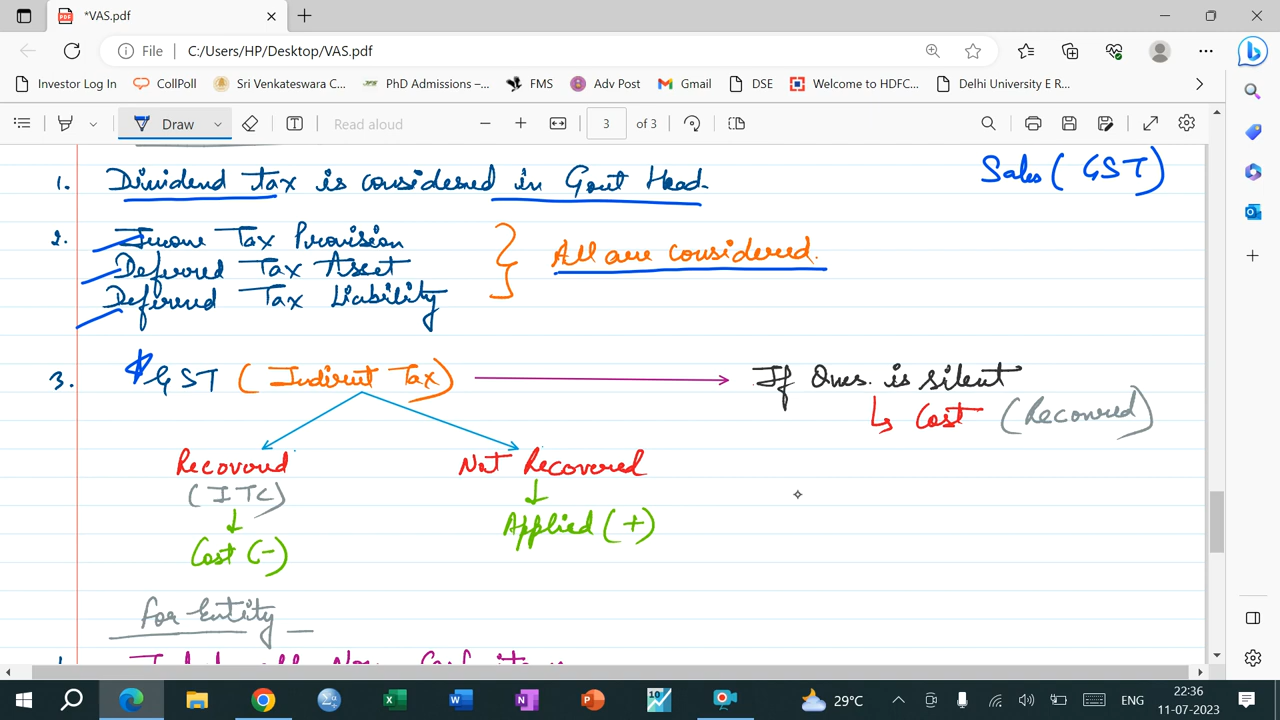 *VAS.pdf
File C:/Users/HP/Desktop/VAS.pdf
Investor Log In CollPoll Sri Venkateswara C... PhD Admissions –... FMS Adv Post Gmail DSE Welcome to HDFC... Delhi University E R...
Draw Read aloud 3 of 3
Sales (GST)
1. Dividend Tax is considered in Govt Head.
2. Income Tax Provision
Deferred Tax Asset
Deferred Tax Liability
All are considered.
3. GST (Indirect Tax) If Ques. is silent
Cost (Recovered)
Recovered Not Recovered
(ITC)
Applied (+)
Cost (-)
for Entity
ENG 29°C 22:36
11-07-2023